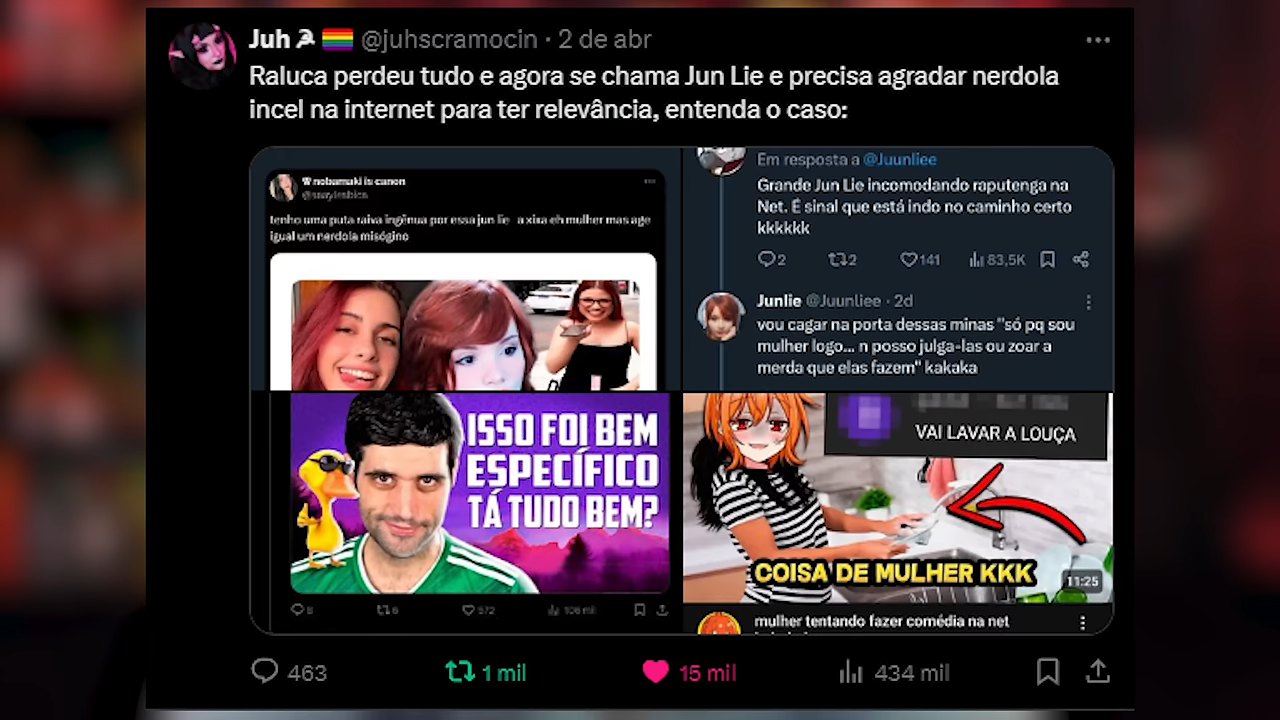 Juh @juhscramocin · 2 de abr
Raluca perdeu tudo e agora se chama Jun Lie e precisa agradar nerdola
incel na internet para ter relevância, entenda o caso:
nobamaki is canon
tenho uma puta raiva ingênua por essa jun lie a xixa eh mulher mas age
igual um nerdola misógino
Em resposta a @Juunliee
Grande Jun Lie incomodando raputenga na
Net. É sinal que está indo no caminho certo
kkkkkk
2 2 141 83,5K
Junlie @Juunliee · 2d
vou cagar na porta dessas minas "só pq sou
mulher logo... n posso julga-las ou zoar a
merda que elas fazem" kakaka
ISSO FOI BEM
ESPECÍFICO
TÁ TUDO BEM?
8 6 572 106 mil
VAI LAVAR A LOUÇA
COISA DE MULHER KKK
11:25
mulher tentando fazer comédia na net
463 1 mil 15 mil 434 mil